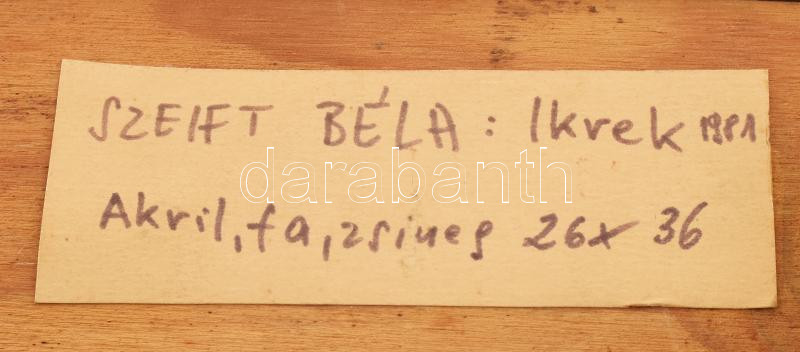 SZEIFT BÉLA: Ikrek 1981
darabanth
Akril, fa, zsineg 26x36